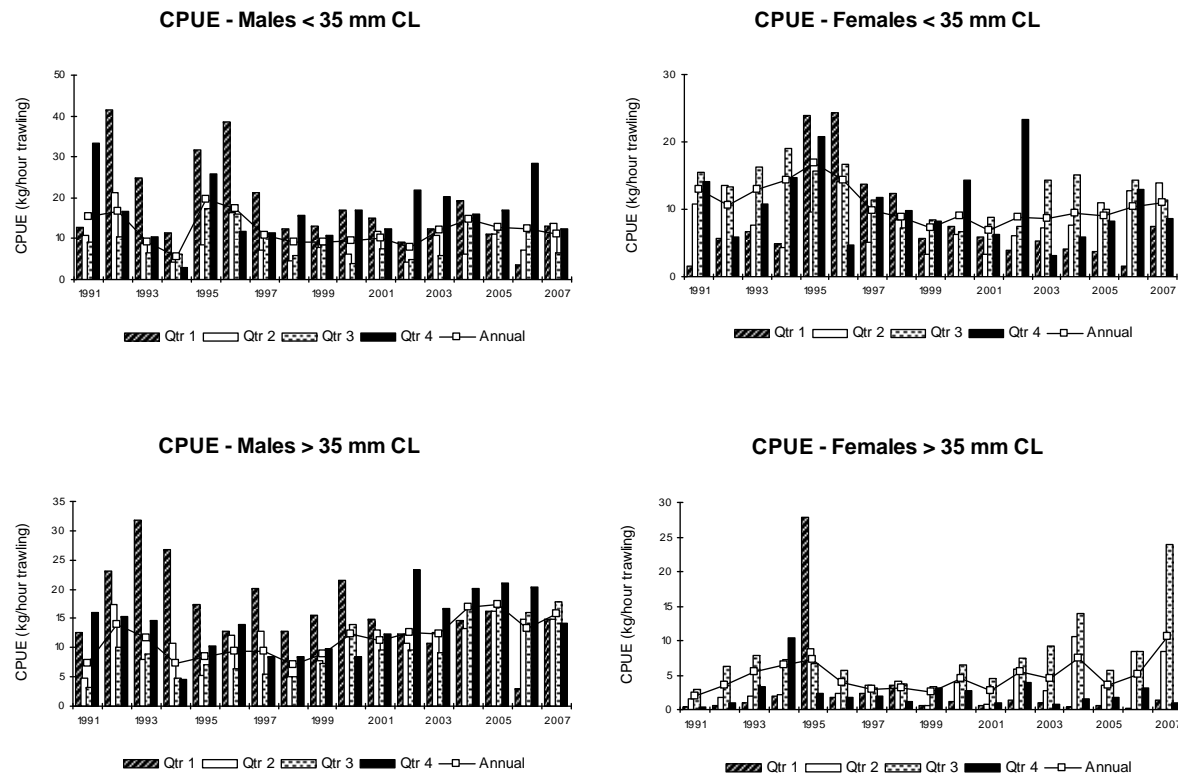 CPUE - Males < 35 mm CL
CPUE (kg/hour trawling)
50
40
30
20
10
0
1991 1993 1995 1997 1999 2001 2003 2005 2007
Qtr 1 Qtr 2 Qtr 3 Qtr 4 Annual
CPUE - Females < 35 mm CL
CPUE (kg/hour trawling)
30
20
10
0
1991 1993 1995 1997 1999 2001 2003 2005 2007
Qtr 1 Qtr 2 Qtr 3 Qtr 4 Annual
CPUE - Males > 35 mm CL
CPUE (kg/hour trawling)
35
30
25
20
15
10
5
0
1991 1993 1995 1997 1999 2001 2003 2005 2007
Qtr 1 Qtr 2 Qtr 3 Qtr 4 Annual
CPUE - Females > 35 mm CL
CPUE (kg/hour trawling)
30
25
20
15
10
5
0
1991 1993 1995 1997 1999 2001 2003 2005 2007
Qtr 1 Qtr 2 Qtr 3 Qtr 4 Annual